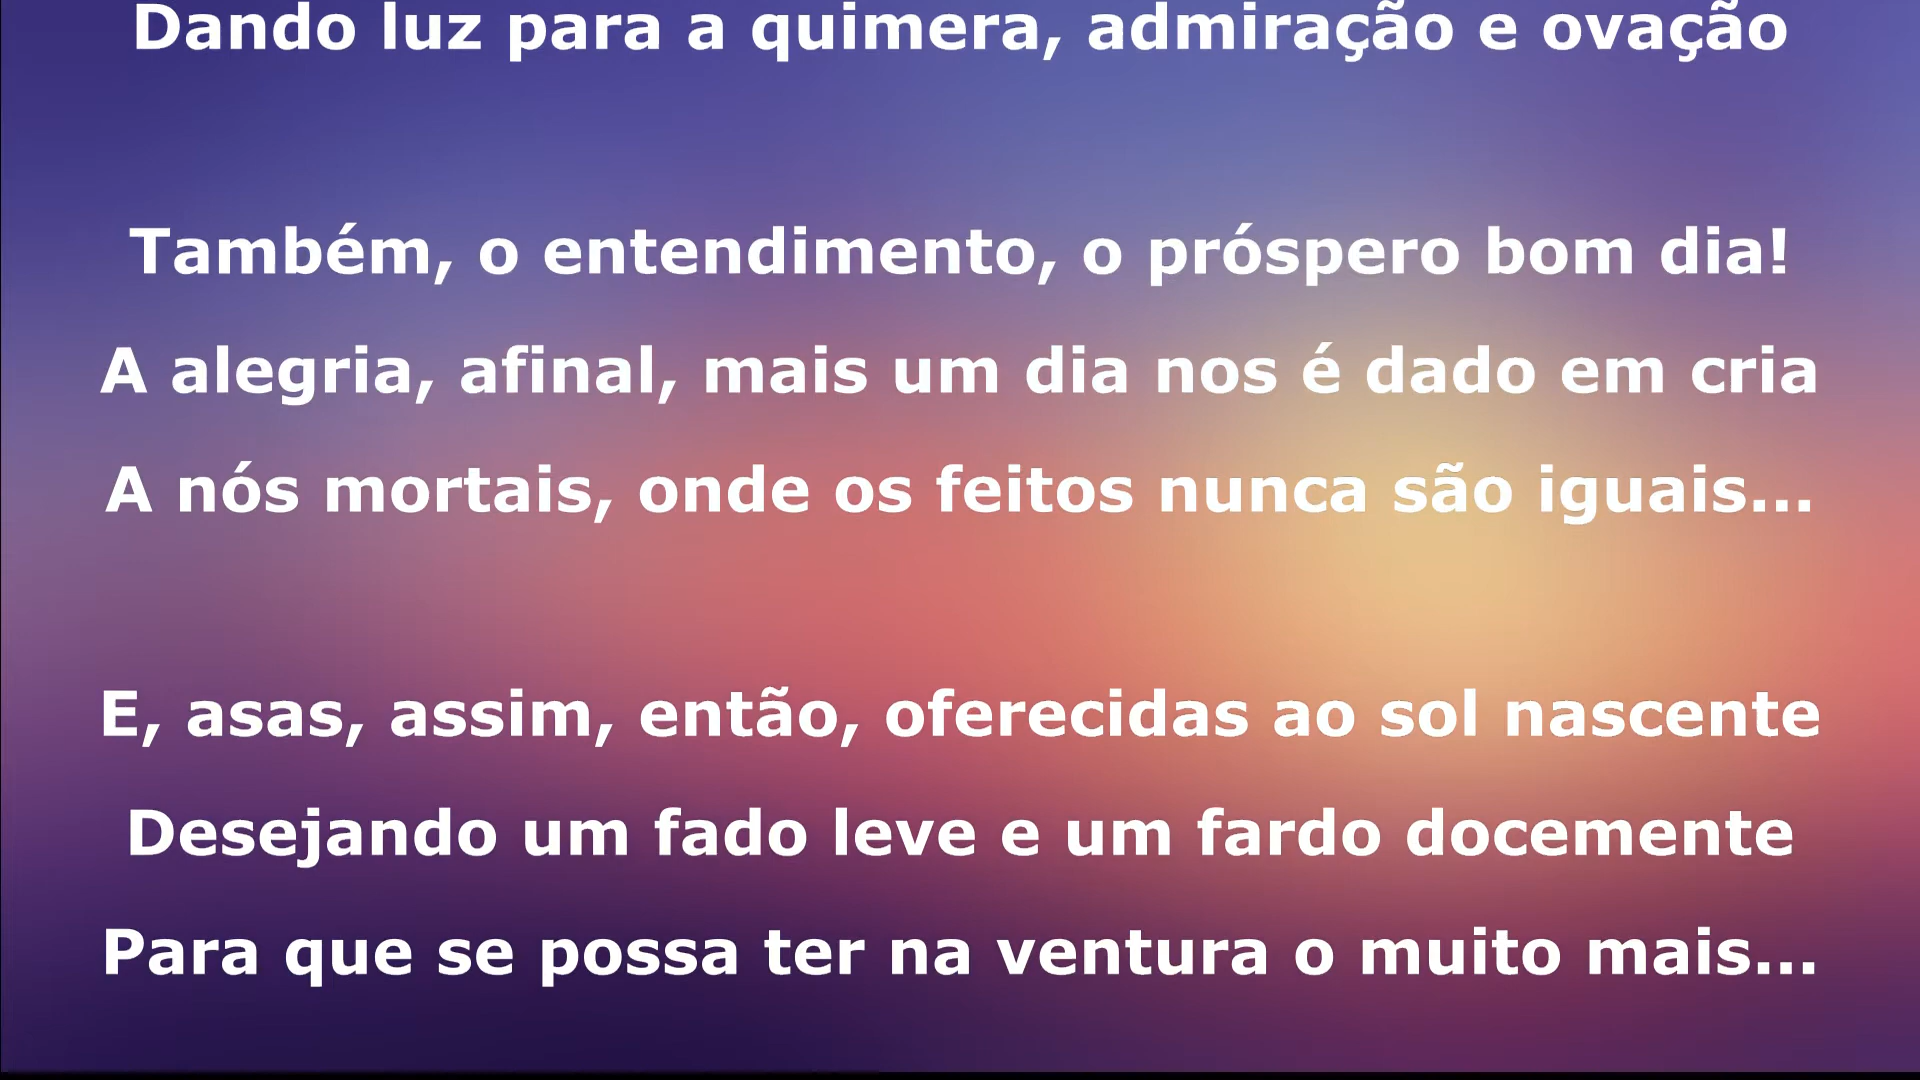 Dando luz para a quimera, admiração e ovação
Também, o entendimento, o próspero bom dia!
A alegria, afinal, mais um dia nos é dado em cria
A nós mortais, onde os feitos nunca são iguais...
E, asas, assim, então, oferecidas ao sol nascente
Desejando um fado leve e um fardo docemente
Para que se possa ter na ventura o muito mais...